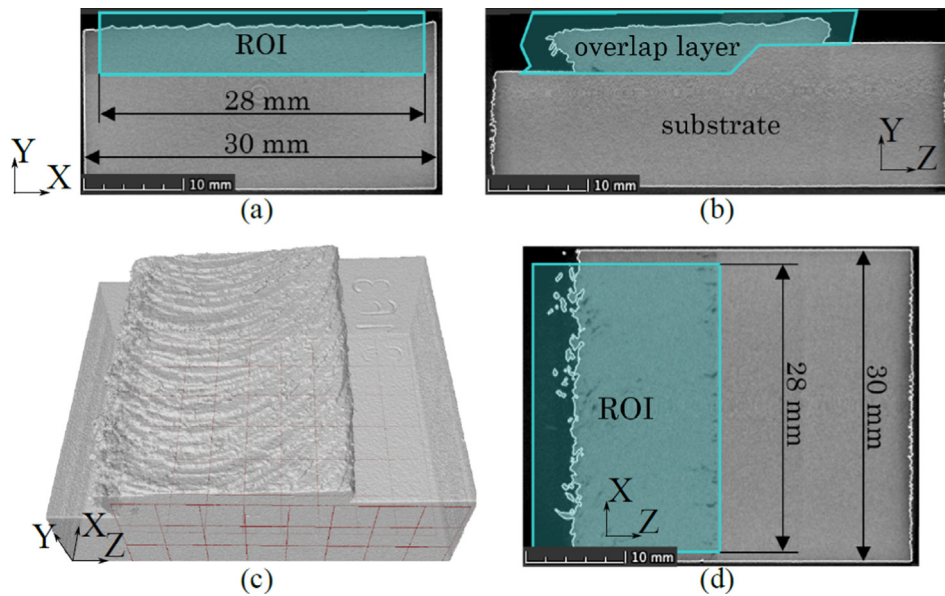 ROI
28 mm
30 mm
Y
X
10 mm
(a)
overlap layer
substrate
Y
Z
10 mm
(b)
Y
X
Z
(c)
ROI
28 mm
30 mm
X
Z
10 mm
(d)